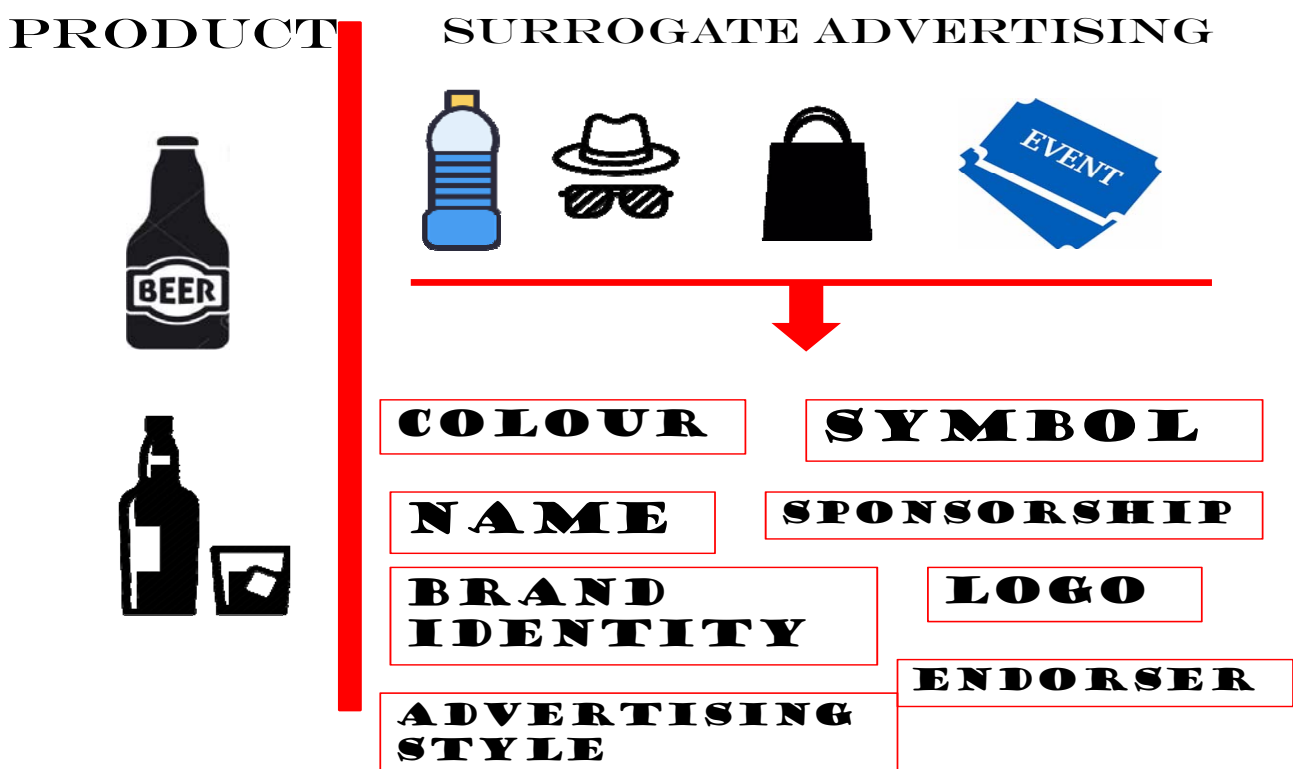 PRODUCT
SURROGATE ADVERTISING
EVENT
BEER
COLOUR
SYMBOL
NAME
SPONSORSHIP
BRAND
IDENTITY
LOGO
ENDORSER
ADVERTISING
STYLE